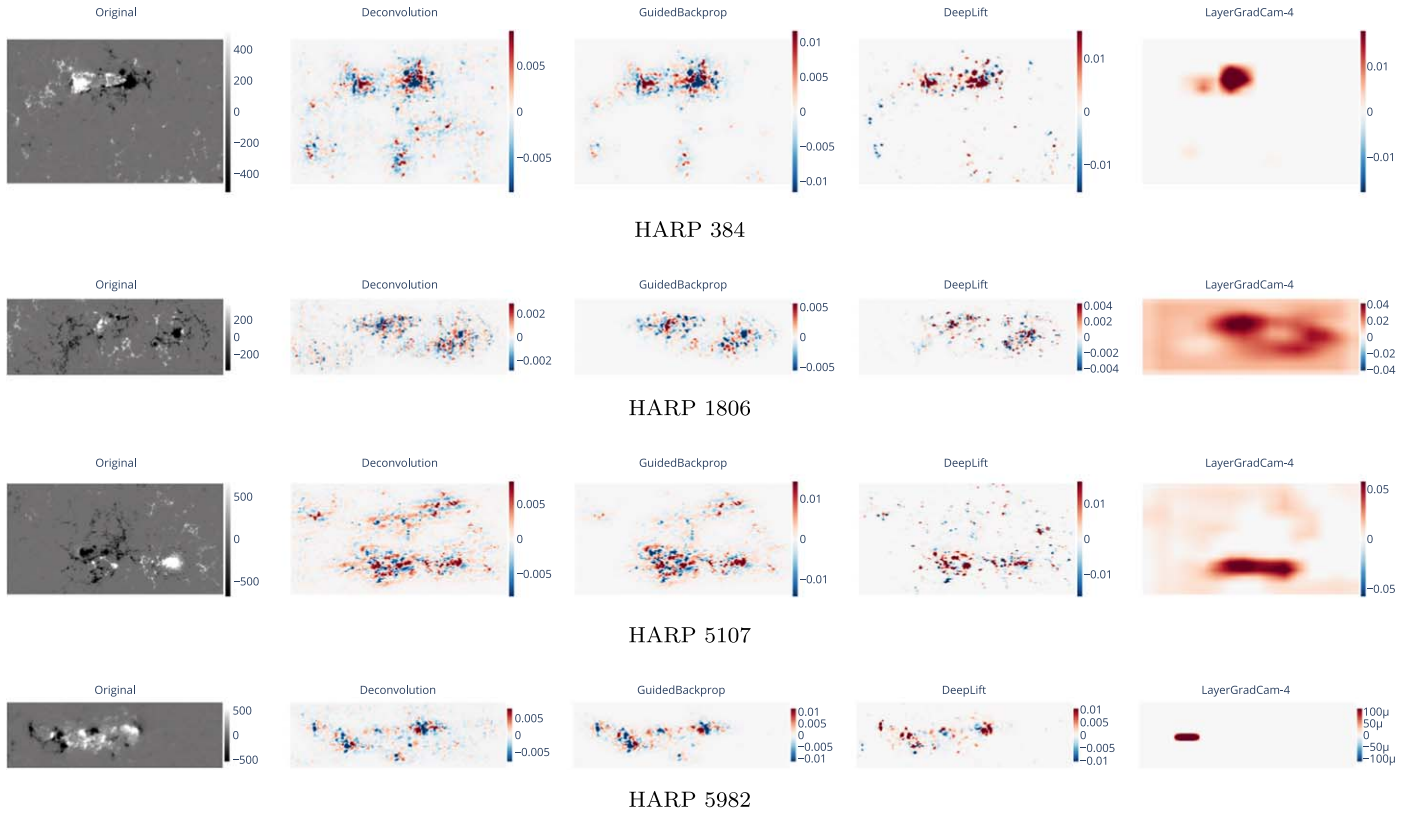 Original Deconvolution GuidedBackprop DeepLift LayerGradCam-4
400 200 0 −200 −400
0.005 0 −0.005
0.01 0.005 0 −0.005 −0.01
0.01 0 −0.01
0.01 0 −0.01
HARP 384
Original Deconvolution GuidedBackprop DeepLift LayerGradCam-4
200 0 −200
0.002 0 −0.002
0.005 0 −0.005
0.004 0.002 0 −0.002 −0.004
0.04 0.02 0 −0.02 −0.04
HARP 1806
Original Deconvolution GuidedBackprop DeepLift LayerGradCam-4
500 0 −500
0.005 0 −0.005
0.01 0 −0.01
0.01 0 −0.01
0.05 0 −0.05
HARP 5107
Original Deconvolution GuidedBackprop DeepLift LayerGradCam-4
500 0 −500
0.005 0 −0.005
0.01 0.005 0 −0.005 −0.01
0.01 0.005 0 −0.005 −0.01
100μ 50μ 0 −50μ −100μ
HARP 5982